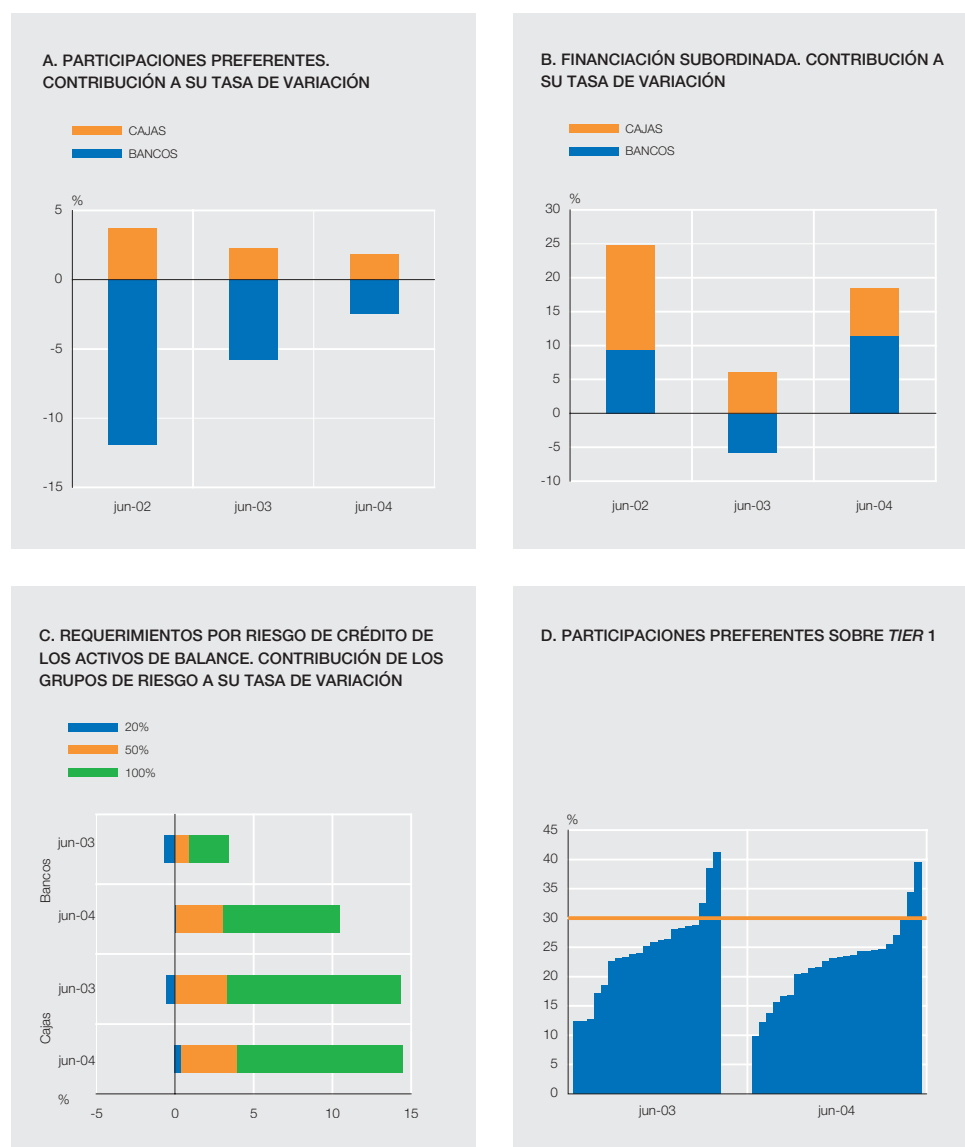 A. PARTICIPACIONES PREFERENTES.
CONTRIBUCIÓN A SU TASA DE VARIACIÓN
CAJAS
BANCOS
%
5
0
-5
-10
-15
jun-02 jun-03 jun-04
B. FINANCIACIÓN SUBORDINADA. CONTRIBUCIÓN A
SU TASA DE VARIACIÓN
CAJAS
BANCOS
%
30
25
20
15
10
5
0
-5
-10
jun-02 jun-03 jun-04
C. REQUERIMIENTOS POR RIESGO DE CRÉDITO DE
LOS ACTIVOS DE BALANCE. CONTRIBUCIÓN DE LOS
GRUPOS DE RIESGO A SU TASA DE VARIACIÓN
20%
50%
100%
Bancos
jun-03
jun-04
Cajas
jun-03
jun-04
%
-5 0 5 10 15
D. PARTICIPACIONES PREFERENTES SOBRE TIER 1
%
45
40
35
30
25
20
15
10
5
0
jun-03 jun-04